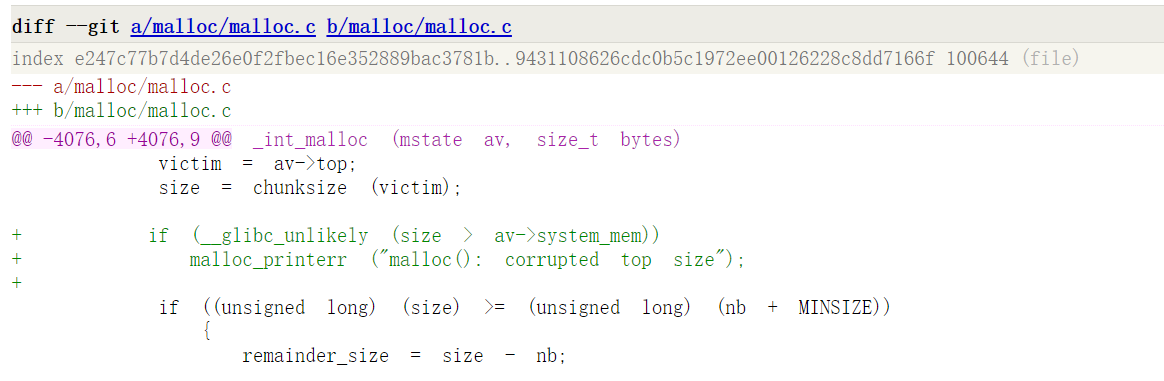 diff --git a/malloc/malloc.c b/malloc/malloc.c
index e247c77b7d4de26e0f2fbec16e352889bac3781b..9431108626cdc0b5c1972ee00126228c8dd7166f 100644 (file)
--- a/malloc/malloc.c
+++ b/malloc/malloc.c
@@ -4076,6 +4076,9 @@ _int_malloc (mstate av, size_t bytes)
victim = av->top;
size = chunksize (victim);
+ if (__glibc_unlikely (size > av->system_mem))
+ malloc_printerr ("malloc(): corrupted top size");
+
if ((unsigned long) (size) >= (unsigned long) (nb + MINSIZE))
{
remainder_size = size - nb;